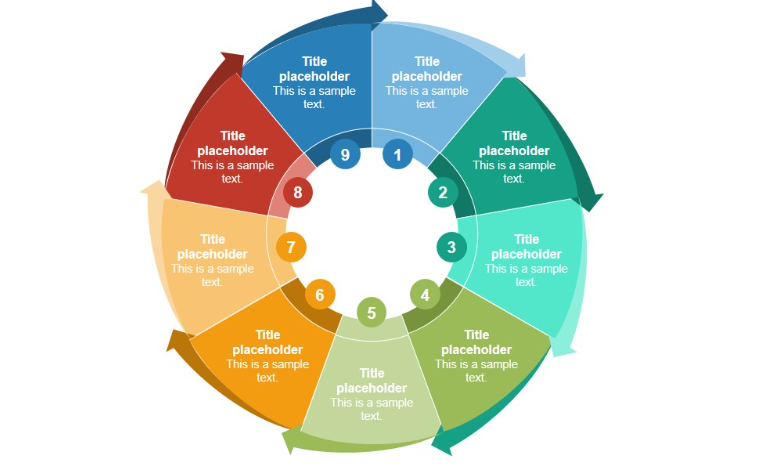 Title
placeholder
This is a sample
text.
1
Title
placeholder
This is a sample
text.
2
Title
placeholder
This is a sample
text.
3
Title
placeholder
This is a sample
text.
4
Title
placeholder
This is a sample
text.
5
Title
placeholder
This is a sample
text.
6
Title
placeholder
This is a sample
text.
7
Title
placeholder
This is a sample
text.
8
Title
placeholder
This is a sample
text.
9